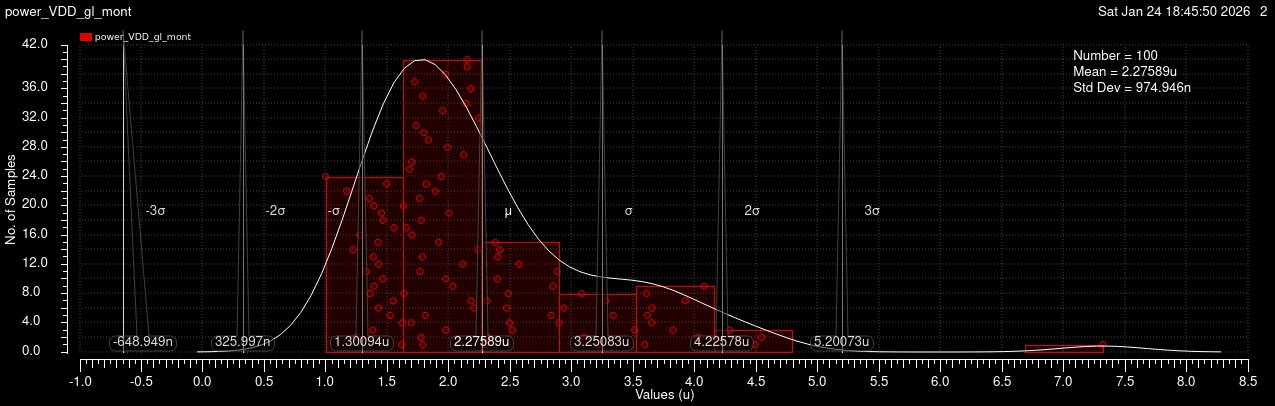 power_VDD_gl_mont
Sat Jan 24 18:45:50 2026 2
42.0
power_VDD_gl_mont
Number = 100
Mean = 2.27589u
Std Dev = 974.946n
36.0
32.0
28.0
24.0
20.0
16.0
12.0
8.0
4.0
0.0
No. of Samples
-3σ -2σ -σ μ σ 2σ 3σ
-648.949n 325.997n 1.30094u 2.27589u 3.25083u 4.22578u 5.20073u
-1.0 -0.5 0.0 0.5 1.0 1.5 2.0 2.5 3.0 3.5 4.0 4.5 5.0 5.5 6.0 6.5 7.0 7.5 8.0 8.5
Values (u)